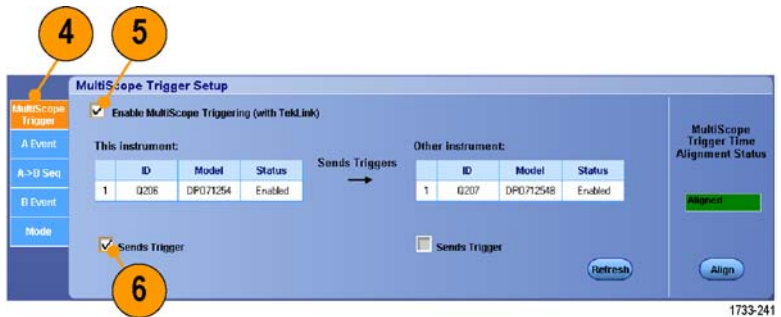 4
5
MultiScope Trigger Setup
MultiScope
Trigger
Enable MultiScope Triggering (with TekLink)
A Event
A->B Seq
B Event
Mode
This instrument:
ID Model Status
1 Q206 DPO71254 Enabled
Sends Triggers
Other instrument:
ID Model Status
1 Q207 DPO71254B Enabled
MultiScope
Trigger Time
Alignment Status
Aligned
Sends Trigger
Sends Trigger
Refresh
Align
6
1733-241